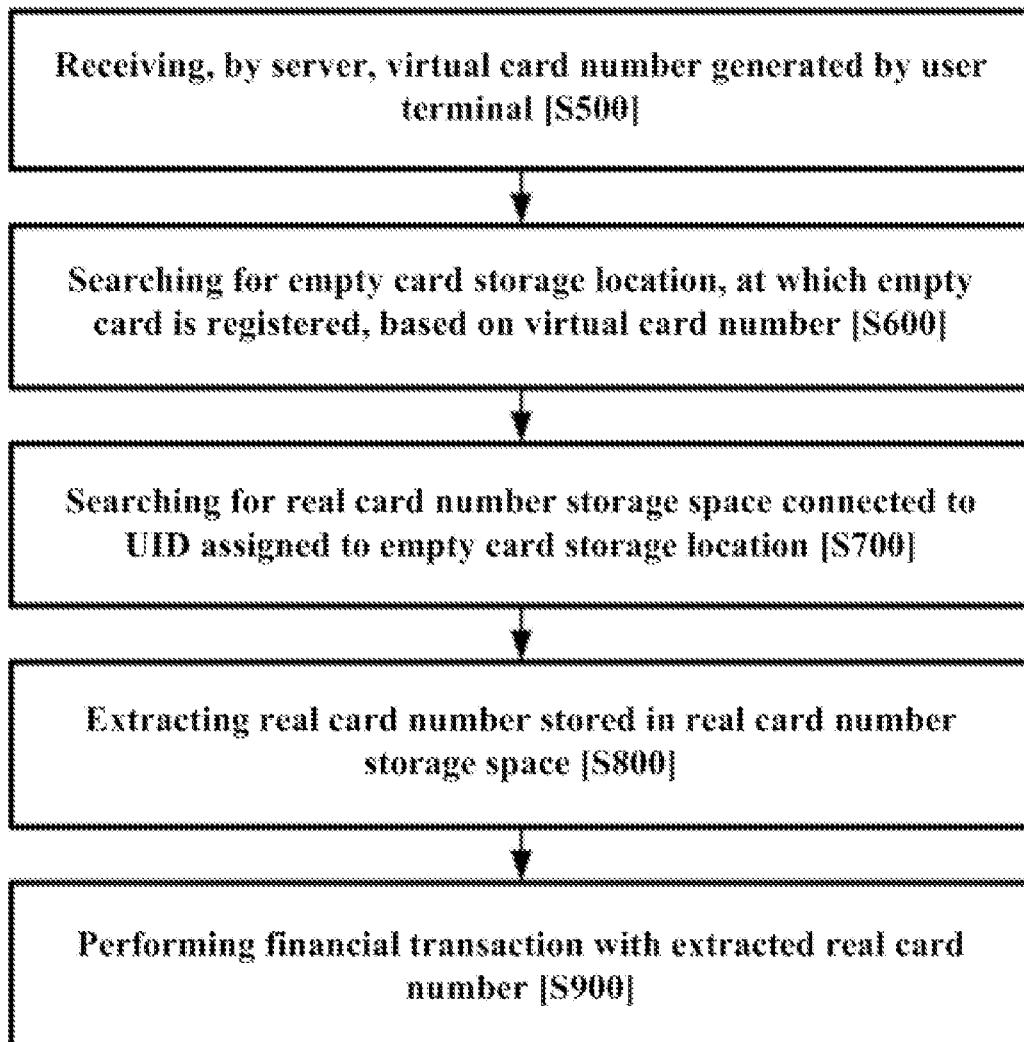 Receiving, by server, virtual card number generated by user
terminal [S500]
Searching for empty card storage location, at which empty
card is registered, based on virtual card number [S600]
Searching for real card number storage space connected to
UID assigned to empty card storage location [S700]
Extracting real card number stored in real card number
storage space [S800]
Performing financial transaction with extracted real card
number [S900]